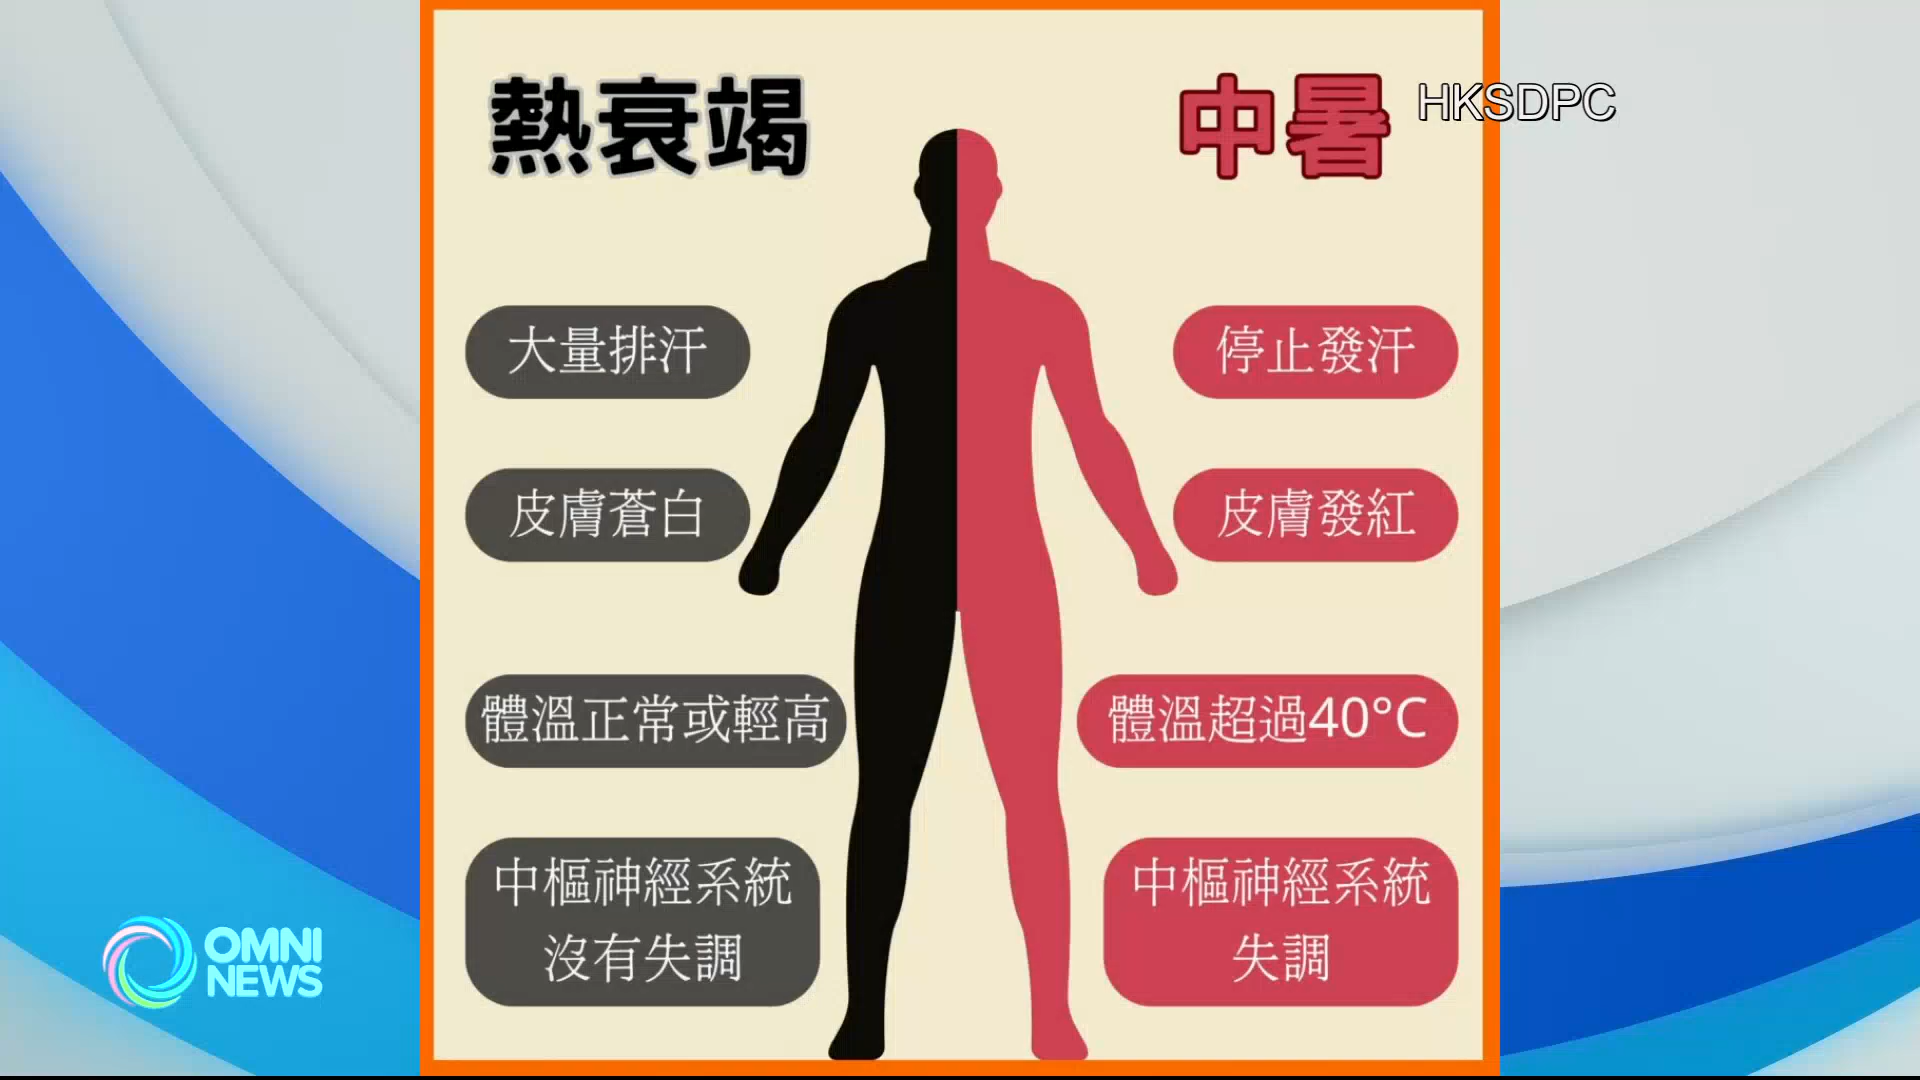 熱衰竭
中暑
HKSDPC
大量排汗
停止發汗
皮膚蒼白
皮膚發紅
體溫正常或輕高
體溫超過40°C
中樞神經系統
沒有失調
中樞神經系統
失調
OMNI
NEWS